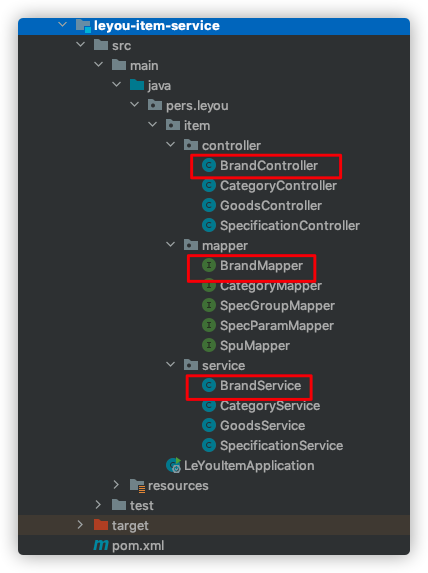 leyou-item-service
src
main
java
pers.leyou
item
controller
BrandController
CategoryController
GoodsController
SpecificationController
mapper
BrandMapper
CategoryMapper
SpecGroupMapper
SpecParamMapper
SpuMapper
service
BrandService
CategoryService
GoodsService
SpecificationService
LeYouItemApplication
resources
test
target
pom.xml